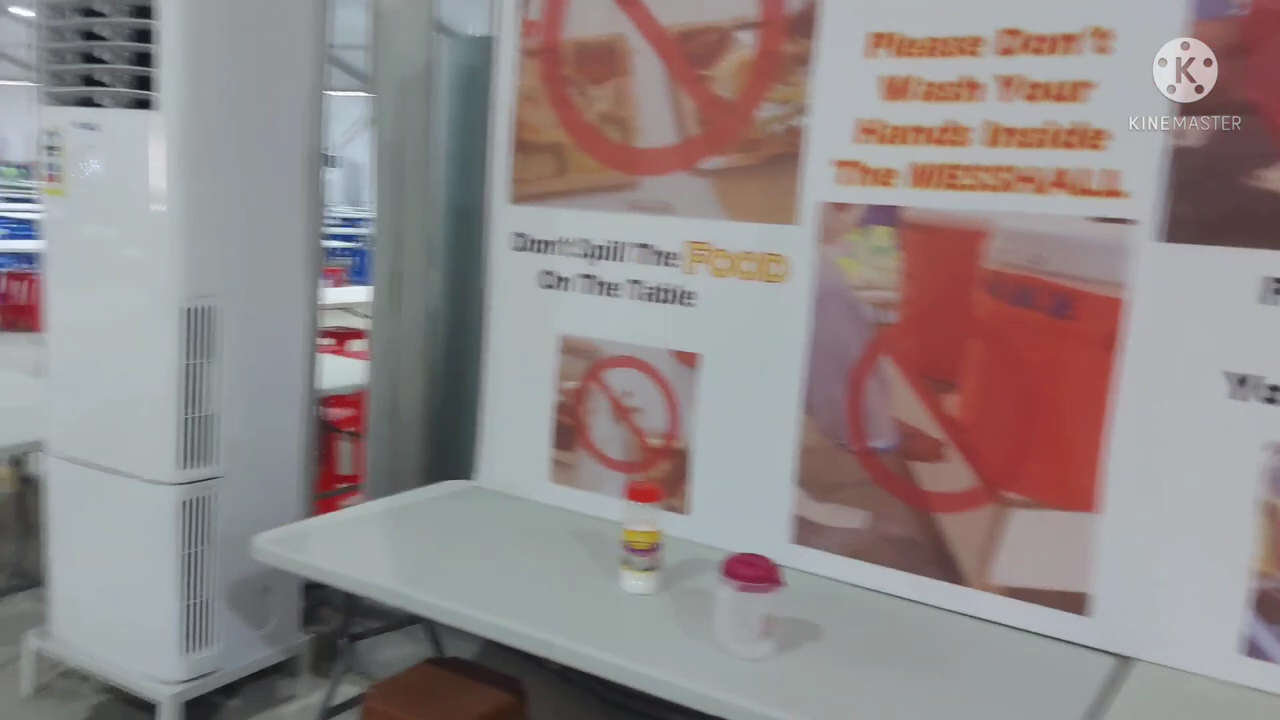 Please Don't
Wash Your
Hands Inside
The MESSHALL
K
KINEMASTER
Don't Spill The FOOD
On The Table